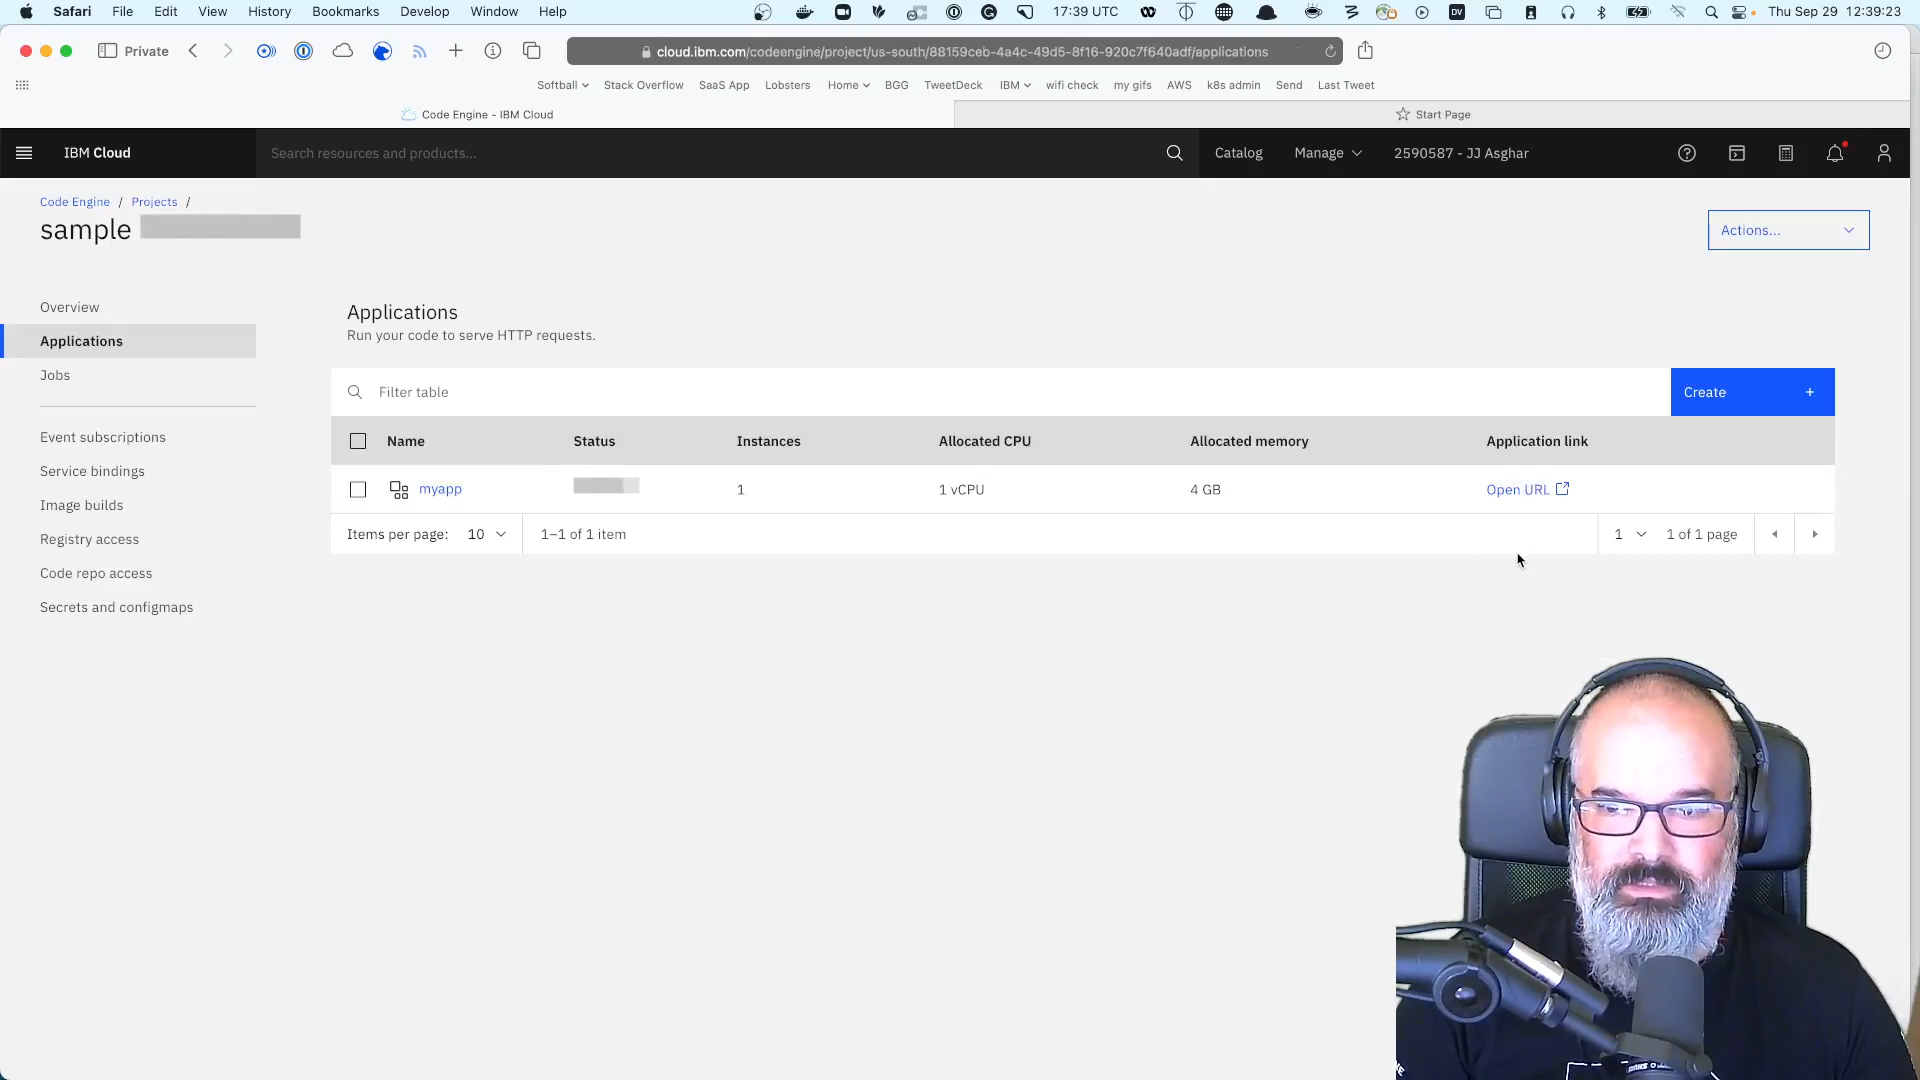 Safari File Edit View History Bookmarks Develop Window Help 17:39 UTC DV Thu Sep 29 12:39:23
Private cloud.ibm.com/codeengine/project/us-south/88159ceb-4a4c-49d5-8f16-920c7f640adf/applications
Softball Stack Overflow SaaS App Lobsters Home BGG TweetDeck IBM wifi check my gifs AWS k8s admin Send Last Tweet
Code Engine - IBM Cloud Start Page
IBM Cloud Search resources and products... Catalog Manage 2590587 - JJ Asghar
Code Engine / Projects /
sample
Actions...
Overview
Applications
Jobs
Event subscriptions
Service bindings
Image builds
Registry access
Code repo access
Secrets and configmaps
Applications
Run your code to serve HTTP requests.
Filter table Create +
Name Status Instances Allocated CPU Allocated memory Application link
myapp 1 1 vCPU 4 GB Open URL
Items per page: 10 1–1 of 1 item 1 1 of 1 page